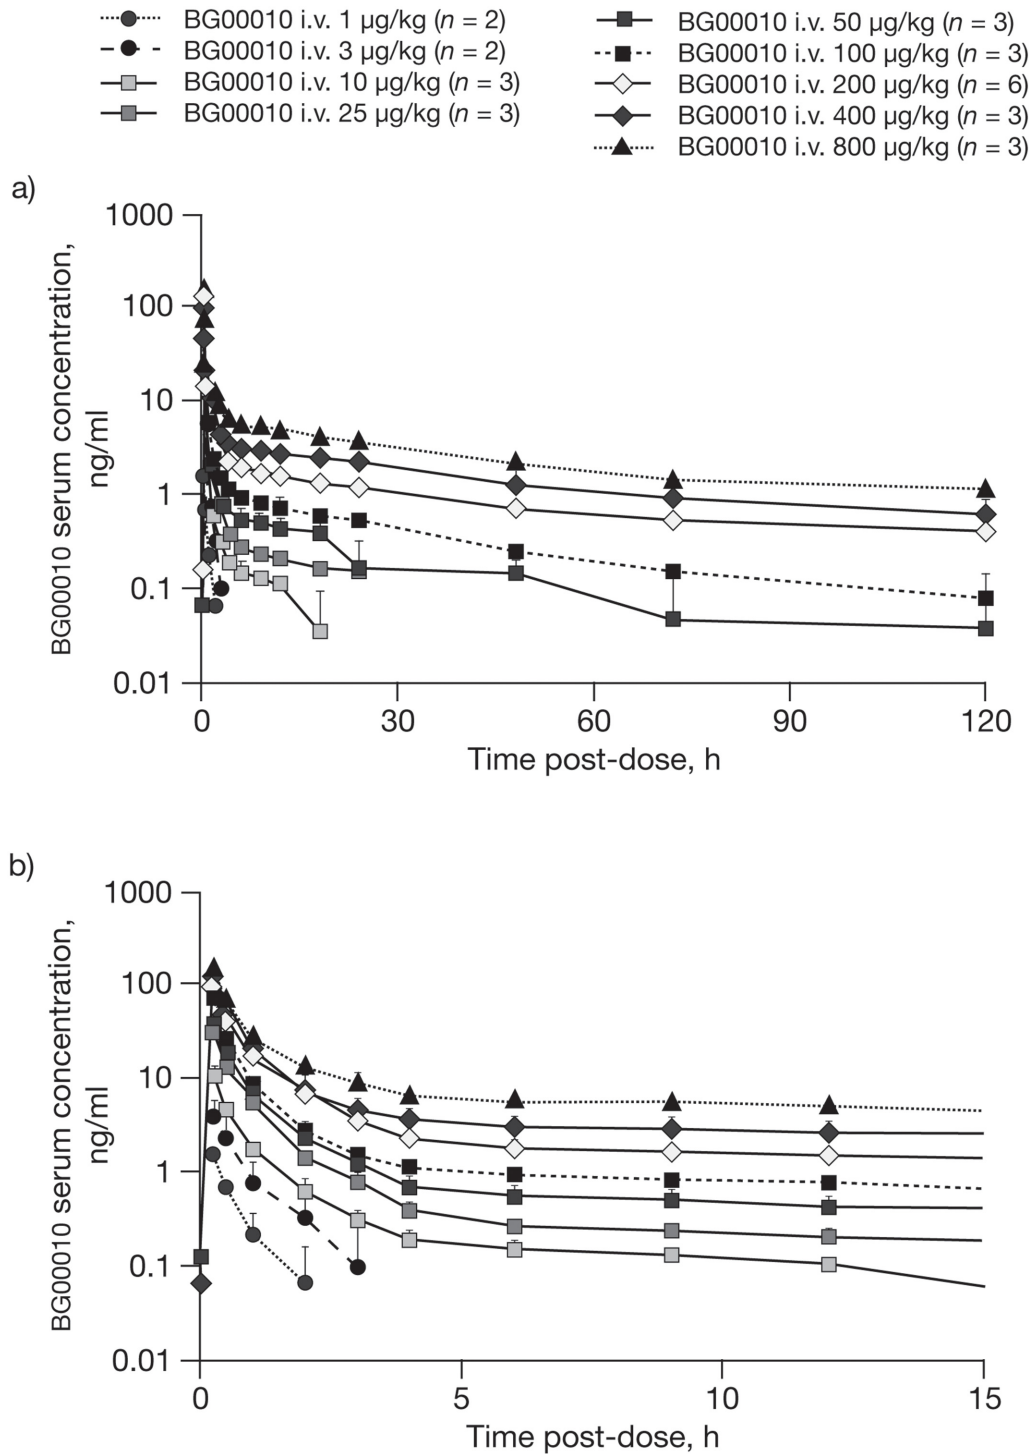 BG00010 i.v. 1 µg/kg (n = 2)
BG00010 i.v. 3 µg/kg (n = 2)
BG00010 i.v. 10 µg/kg (n = 3)
BG00010 i.v. 25 µg/kg (n = 3)
BG00010 i.v. 50 µg/kg (n = 3)
BG00010 i.v. 100 µg/kg (n = 3)
BG00010 i.v. 200 µg/kg (n = 6)
BG00010 i.v. 400 µg/kg (n = 3)
BG00010 i.v. 800 µg/kg (n = 3)
a)
BG00010 serum concentration,
ng/ml
1000
100
10
1
0.1
0.01
0 30 60 90 120
Time post-dose, h
b)
BG00010 serum concentration,
ng/ml
1000
100
10
1
0.1
0.01
0 5 10 15
Time post-dose, h